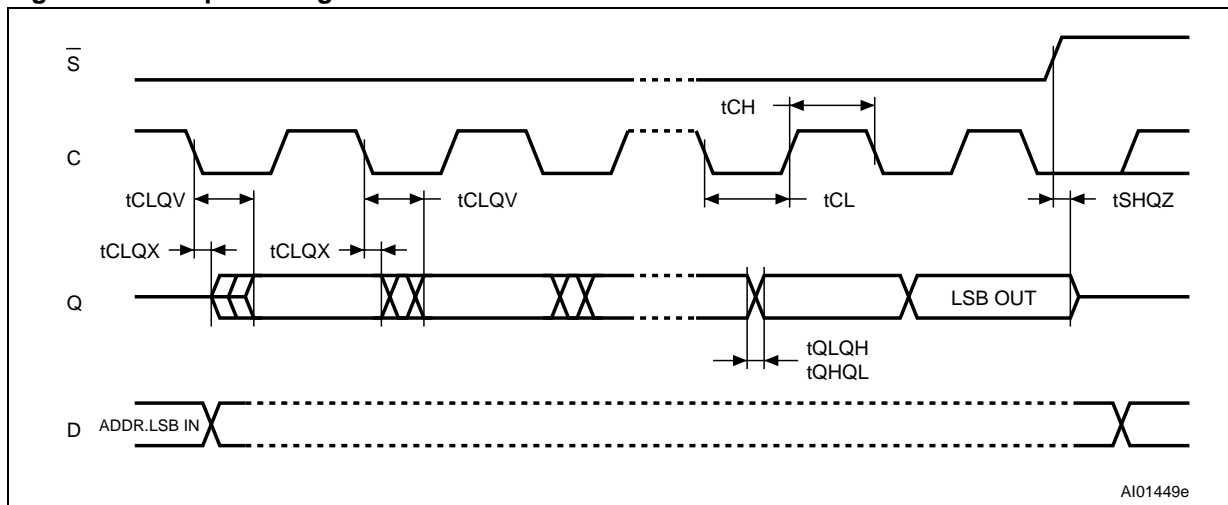 S
tCH
C
tCLQV
tCLQV
tCL
tSHQZ
tCLQX
tCLQX
Q
LSB OUT
tQLQH
tQHQL
D
ADDR.LSB IN
AI01449e